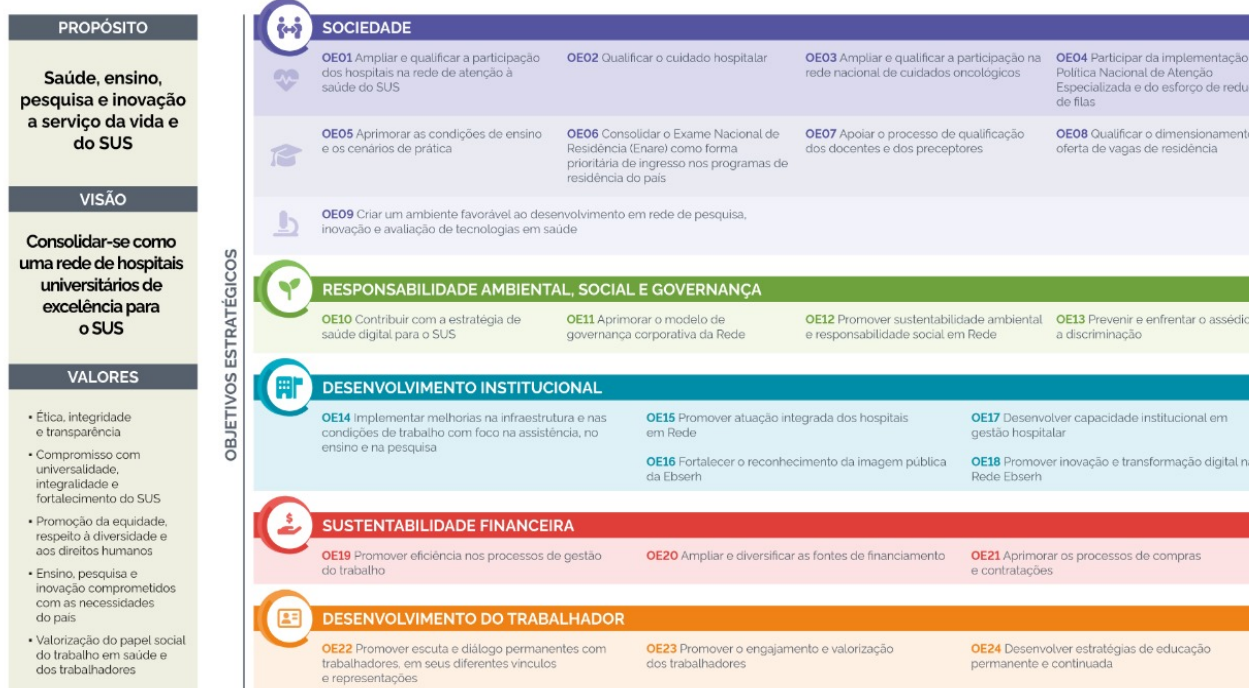 PROPÓSITO
Saúde, ensino,
pesquisa e inovação
a serviço da vida e
do SUS
VISÃO
Consolidar-se como
uma rede de hospitais
universitários de
excelência para
o SUS
VALORES
• Ética, integridade
e transparência
• Compromisso com
universalidade,
integralidade e
fortalecimento do SUS
• Promoção da equidade,
respeito à diversidade e
aos direitos humanos
• Ensino, pesquisa e
inovação comprometidos
com as necessidades
do país
• Valorização do papel social
do trabalho em saúde e
dos trabalhadores
OBJETIVOS ESTRATÉGICOS
SOCIEDADE
OE01 Ampliar e qualificar a participação
dos hospitais na rede de atenção à
saúde do SUS
OE02 Qualificar o cuidado hospitalar
OE03 Ampliar e qualificar a participação na
rede nacional de cuidados oncológicos
OE04 Participar da implementação
Política Nacional de Atenção
Especializada e do esforço de
de filas
OE05 Aprimorar as condições de ensino
e os cenários de prática
OE06 Consolidar o Exame Nacional de
Residência (Enare) como forma
prioritária de ingresso nos programas de
residência do país
OE07 Apoiar o processo de qualificação
dos docentes e dos preceptores
OE08 Qualificar o dimensionamento
oferta de vagas de residência
OE09 Criar um ambiente favorável ao desenvolvimento em rede de pesquisa,
inovação e avaliação de tecnologias em saúde
RESPONSABILIDADE AMBIENTAL, SOCIAL E GOVERNANÇA
OE10 Contribuir com a estratégia de
saúde digital para o SUS
OE11 Aprimorar o modelo de
governança corporativa da Rede
OE12 Promover sustentabilidade ambiental
e responsabilidade social em Rede
OE13 Prevenir e enfrentar o assédio
a discriminação
DESENVOLVIMENTO INSTITUCIONAL
OE14 Implementar melhorias na infraestrutura e nas
condições de trabalho com foco na assistência, no
ensino e na pesquisa
OE15 Promover atuação integrada dos hospitais
em Rede
OE16 Fortalecer o reconhecimento da imagem pública
da Ebserh
OE17 Desenvolver capacidade institucional em
gestão hospitalar
OE18 Promover inovação e transformação digital na
Rede Ebserh
SUSTENTABILIDADE FINANCEIRA
OE19 Promover eficiência nos processos de gestão
do trabalho
OE20 Ampliar e diversificar as fontes de financiamento
OE21 Aprimorar os processos de compras
e contratações
DESENVOLVIMENTO DO TRABALHADOR
OE22 Promover escuta e diálogo permanentes com
trabalhadores, em seus diferentes vínculos
e representações
OE23 Promover o engajamento e valorização
dos trabalhadores
OE24 Desenvolver estratégias de educação
permanente e continuada